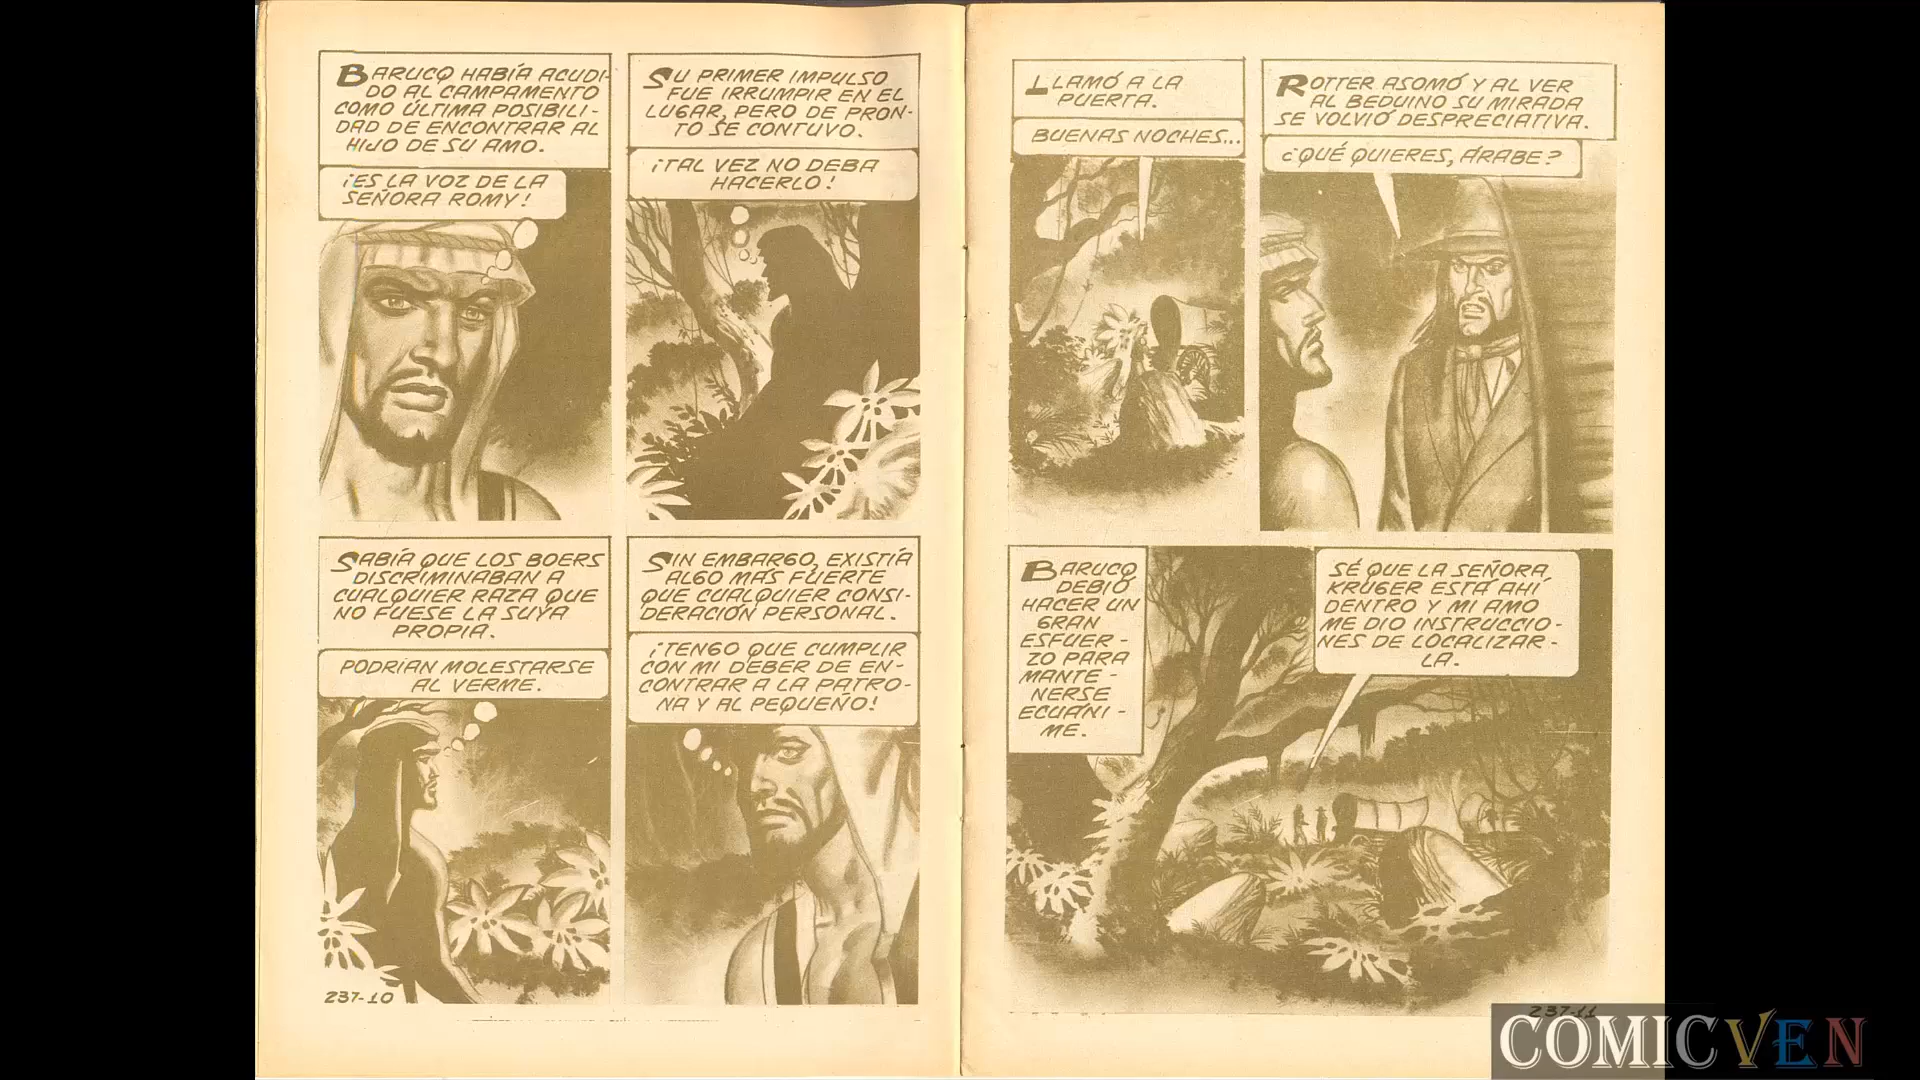 BARUCQ HABÍA ACUDI-
DO AL CAMPAMENTO
COMO ÚLTIMA POSIBILI-
DAD DE ENCONTRAR AL
HIJO DE SU AMO.
¡ES LA VOZ DE LA
SEÑORA ROMY!
SU PRIMER IMPULSO
FUE IRRUMPIR EN EL
LUGAR, PERO DE PRON-
TO SE CONTUVO.
¡TAL VEZ NO DEBA
HACERLO!
SABÍA QUE LOS BOERS
DISCRIMINABAN A
CUALQUIER RAZA QUE
NO FUESE LA SUYA
PROPIA.
PODRÍAN MOLESTARSE
AL VERME.
SIN EMBARGO, EXISTÍA
ALGO MÁS FUERTE
QUE CUALQUIER CONSI-
DERACIÓN PERSONAL.
¡TENGO QUE CUMPLIR
CON MI DEBER DE EN-
CONTRAR A LA PATRO-
NA Y AL PEQUEÑO!
237-10
LLAMÓ A LA
PUERTA.
BUENAS NOCHES...
ROTTER ASOMÓ Y AL VER
AL BEDUINO SU MIRADA
SE VOLVIÓ DESPRECIATIVA.
¿QUÉ QUIERES, ÁRABE?
BARUCQ
DEBIÓ
HACER UN
GRAN
ESFUER-
ZO PARA
MANTE-
NERSE
ECUÁNI-
ME.
SÉ QUE LA SEÑORA
KRUGER ESTÁ AHÍ
DENTRO Y MI AMO
ME DIO INSTRUCCIO-
NES DE LOCALIZAR-
LA.
237-11
COMICVEN